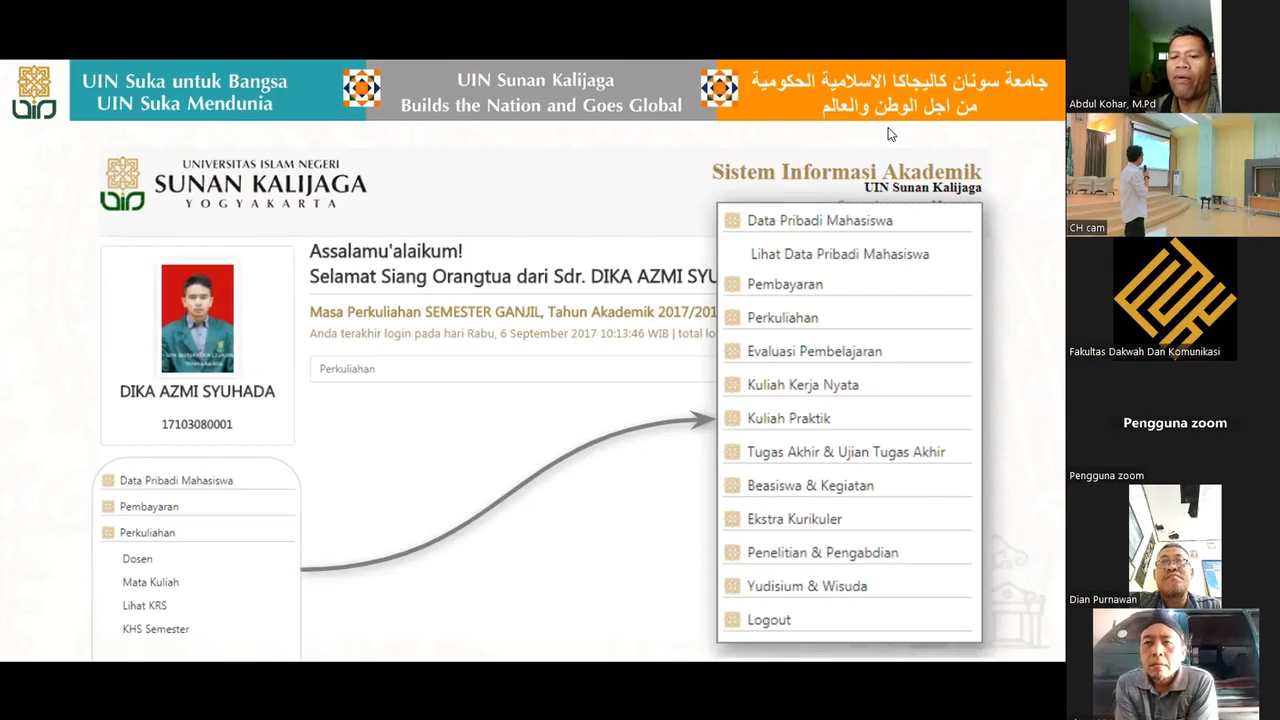 UIN Suka untuk Bangsa
UIN Suka Mendunia
UIN Sunan Kalijaga
Builds the Nation and Goes Global
جامعة سونان كاليجاكا الاسلامية الحكومية
من اجل الوطن والعالم
UNIVERSITAS ISLAM NEGERI
SUNAN KALIJAGA
YOGYAKARTA
Sistem Informasi Akademik
UIN Sunan Kalijaga
DIKA AZMI SYUHADA
17103080001
Data Pribadi Mahasiswa
Pembayaran
Perkuliahan
Dosen
Mata Kuliah
Lihat KRS
KHS Semester
Assalamu'alaikum!
Selamat Siang Orangtua dari Sdr. DIKA AZMI SYU
Masa Perkuliahan SEMESTER GANJIL, Tahun Akademik 2017/201
Anda terakhir login pada hari Rabu, 6 September 2017 10:13:46 WIB | total lo
Perkuliahan
Data Pribadi Mahasiswa
Lihat Data Pribadi Mahasiswa
Pembayaran
Perkuliahan
Evaluasi Pembelajaran
Kuliah Kerja Nyata
Kuliah Praktik
Tugas Akhir & Ujian Tugas Akhir
Beasiswa & Kegiatan
Ekstra Kurikuler
Penelitian & Pengabdian
Yudisium & Wisuda
Logout
Abdul Kohar, M.Pd
CH cam
Fakultas Dakwah Dan Komunikasi
Pengguna zoom
Pengguna zoom
Dian Purnawan